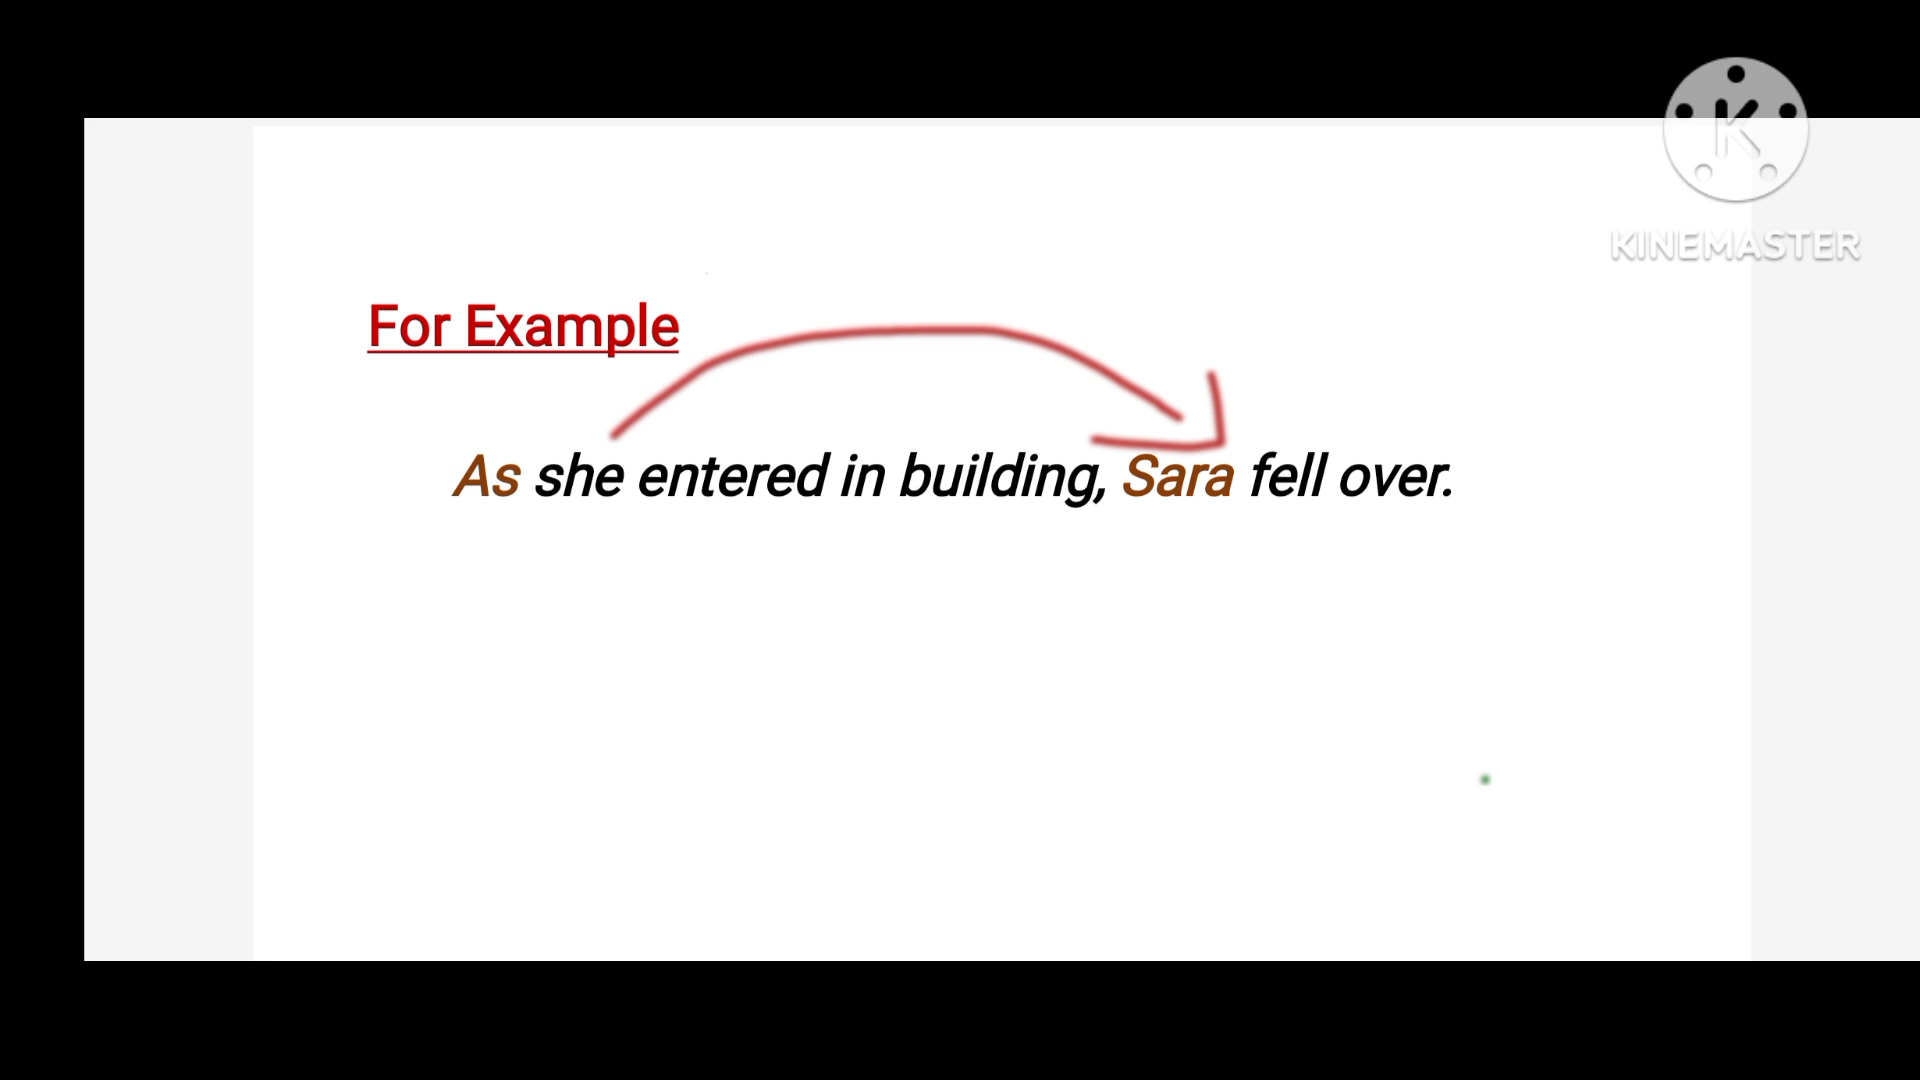 KINEMASTER
For Example
As she entered in building, Sara fell over.